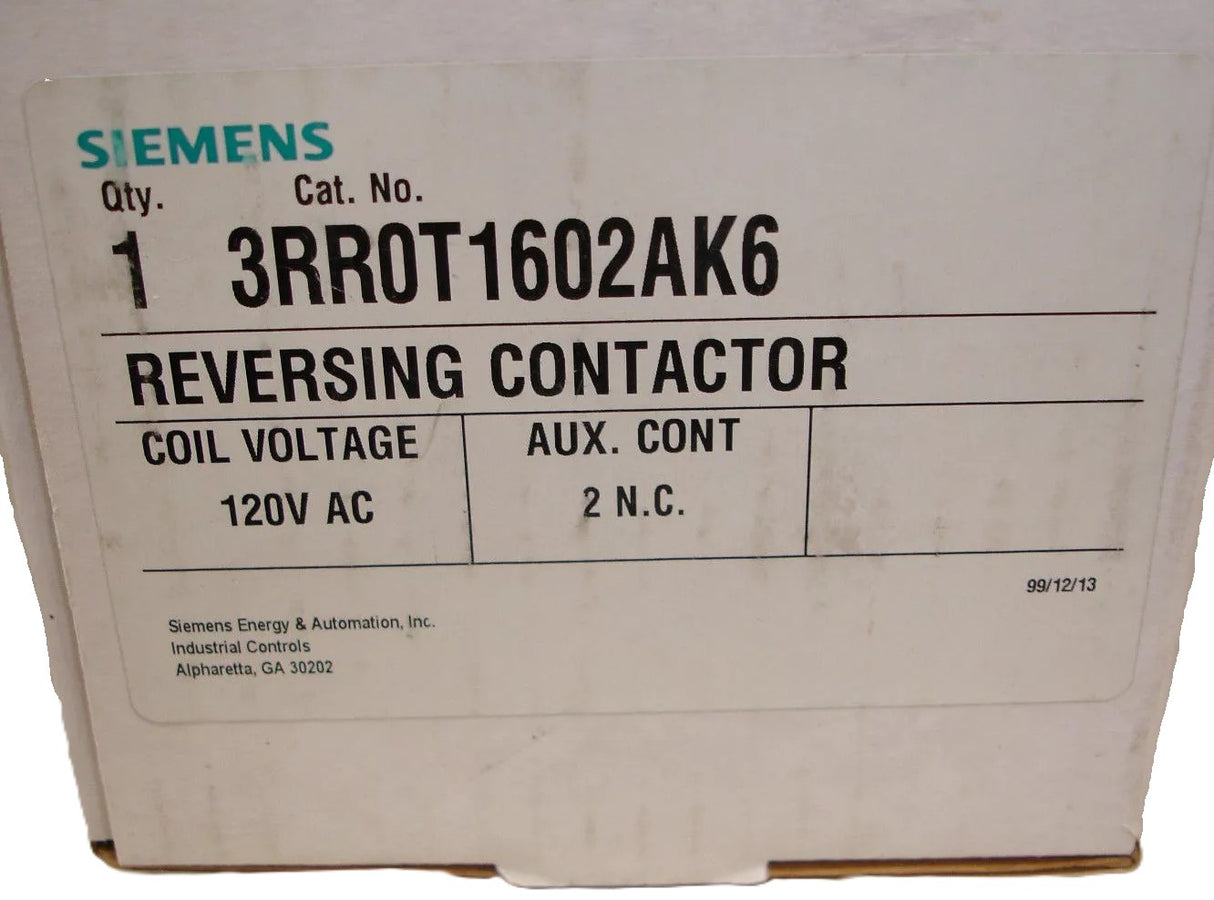 SIEMENS
Qty. Cat. No.
1 3RR0T1602AK6
REVERSING CONTACTOR
COIL VOLTAGE AUX. CONT
120V AC 2 N.C.
99/12/13
Siemens Energy & Automation, Inc.
Industrial Controls
Alpharetta, GA 30202